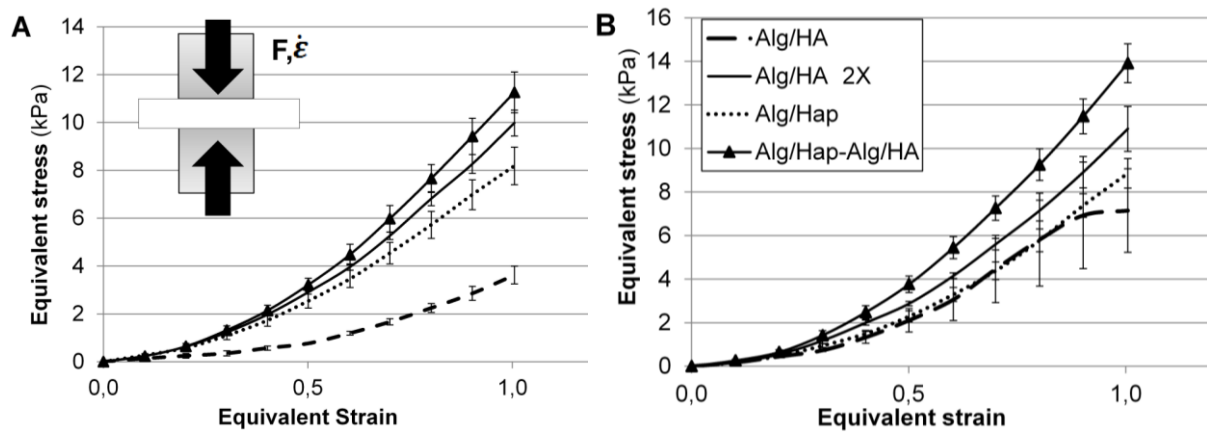 A
F,ε̇
Equivalent stress (kPa)
14
12
10
8
6
4
2
0
0,0
0,5
1,0
Equivalent Strain
B
Alg/HA
Alg/HA 2X
Alg/Hap
Alg/Hap-Alg/HA
Equivalent stress (kPa)
16
14
12
10
8
6
4
2
0
0,0
0,5
1,0
Equivalent strain